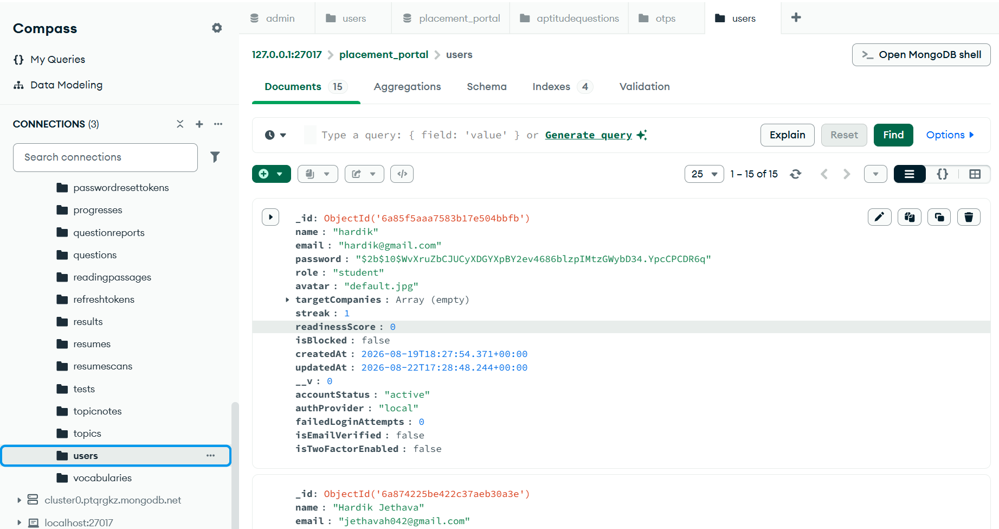 Compass
My Queries
Data Modeling
CONNECTIONS (3)
Search connections
passwordresettokens
progresses
questionreports
questions
readingpassages
refreshtokens
results
resumes
resumescans
tests
topicnotes
topics
users
vocabularies
cluster0.ptqrgkz.mongodb.net
localhost:27017
admin
users
placement_portal
aptitudequestions
otps
users
127.0.0.1:27017 > placement_portal > users
>_ Open MongoDB shell
Documents 15
Aggregations
Schema
Indexes 4
Validation
Type a query: { field: 'value' } or Generate query
Explain
Reset
Find
Options
25
1 – 15 of 15
_id: ObjectId('6a85f5aaa7583b17e504bbfb')
name : "hardik"
email : "hardik@gmail.com"
password : "$2b$10$WvXruZbCJUCyXDGYXpBY2ev4686blzpIMtzGWybD34.YpcCPCDR6q"
role : "student"
avatar : "default.jpg"
targetCompanies : Array (empty)
streak : 1
readinessScore : 0
isBlocked : false
createdAt : 2026-08-19T18:27:54.371+00:00
updatedAt : 2026-08-22T17:28:48.244+00:00
__v : 0
accountStatus : "active"
authProvider : "local"
failedLoginAttempts : 0
isEmailVerified : false
isTwoFactorEnabled : false
_id: ObjectId('6a874225be422c37aeb30a3e')
name : "Hardik Jethava"
email : "jethavah042@gmail.com"